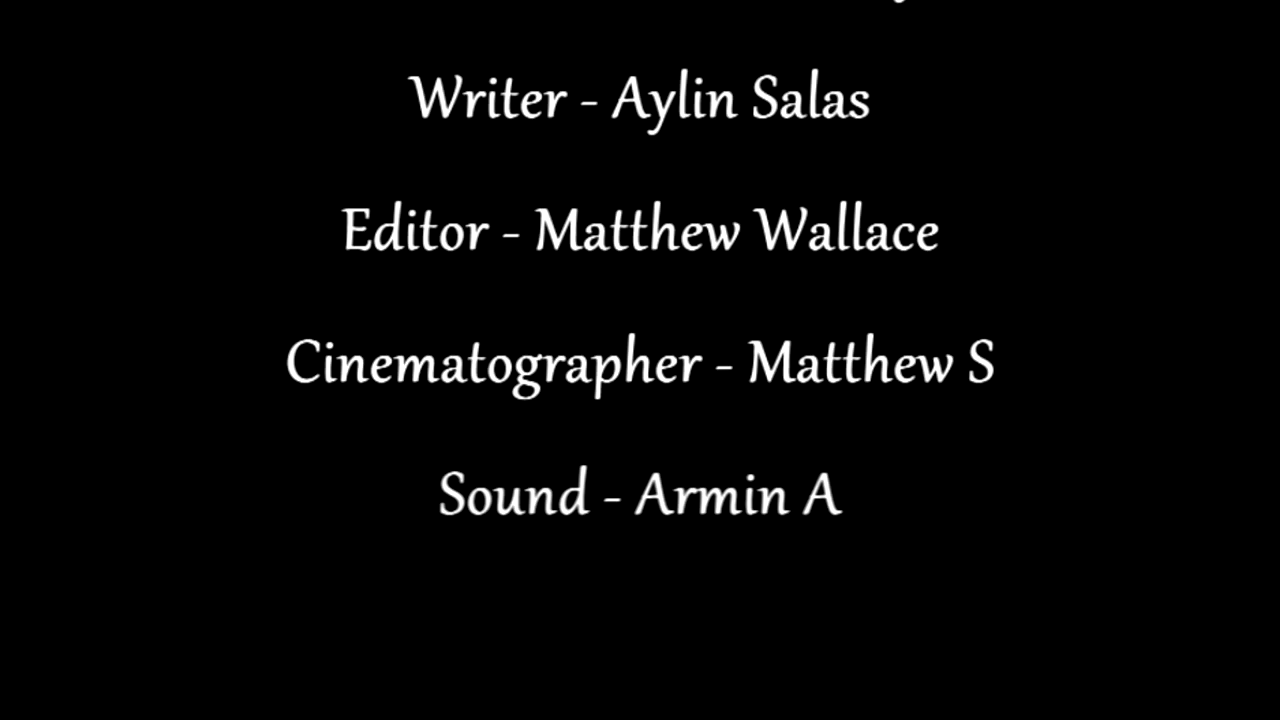 Writer - Aylin Salas
Editor - Matthew Wallace
Cinematographer - Matthew S
Sound - Armin A